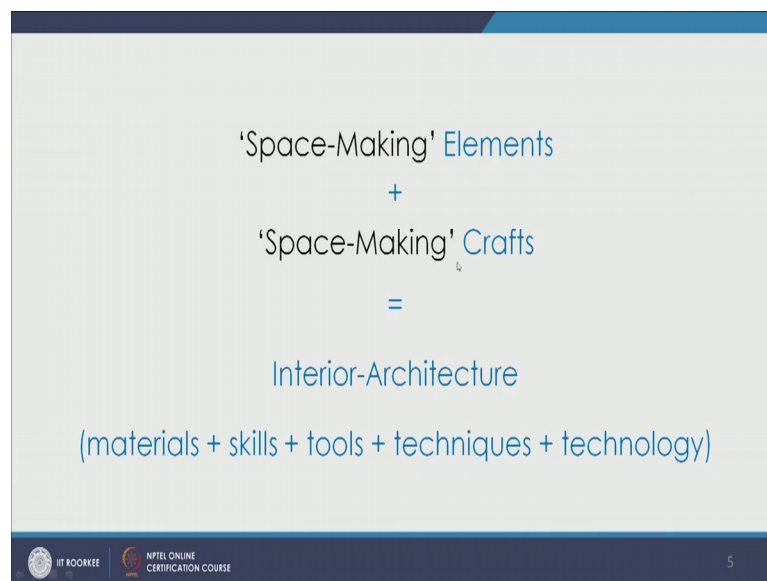 ‘Space-Making’ Elements
+
‘Space-Making’ Crafts
=
Interior-Architecture
(materials + skills + tools + techniques + technology)
IIT ROORKEE
NPTEL ONLINE
CERTIFICATION COURSE
5